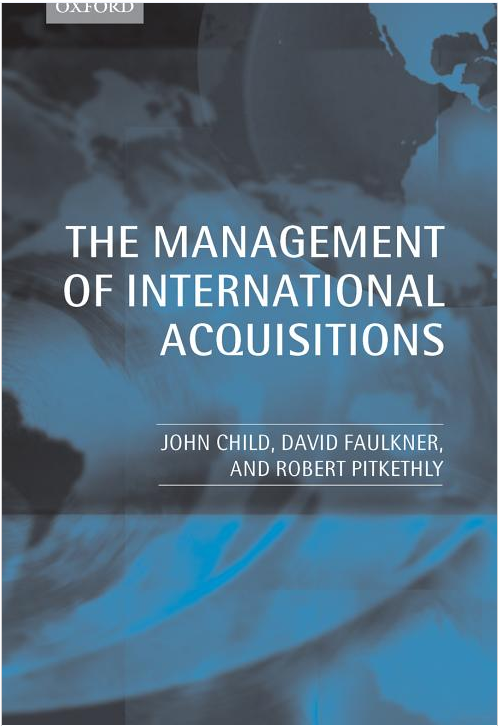 OXFORD
THE MANAGEMENT
OF INTERNATIONAL
ACQUISITIONS
JOHN CHILD, DAVID FAULKNER,
AND ROBERT PITKETHLY